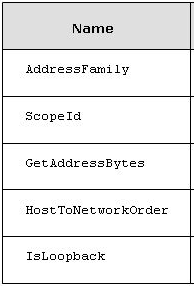 Name
AddressFamily
ScopeId
GetAddressBytes
HostToNetworkOrder
IsLoopback